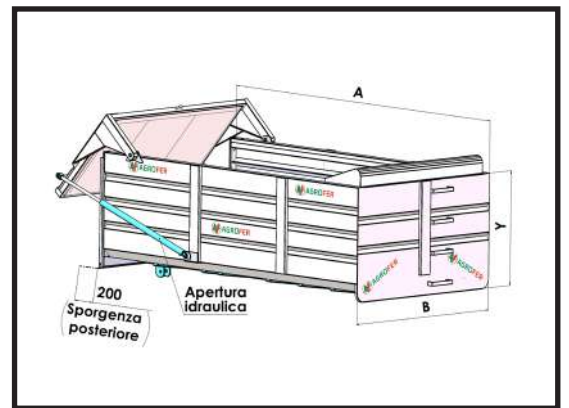 A
AGROFER
AGROFER
AGROFER
Y
AGROFER
AGROFER
B
200
(Sporgenza
posteriore)
Apertura
idraulica